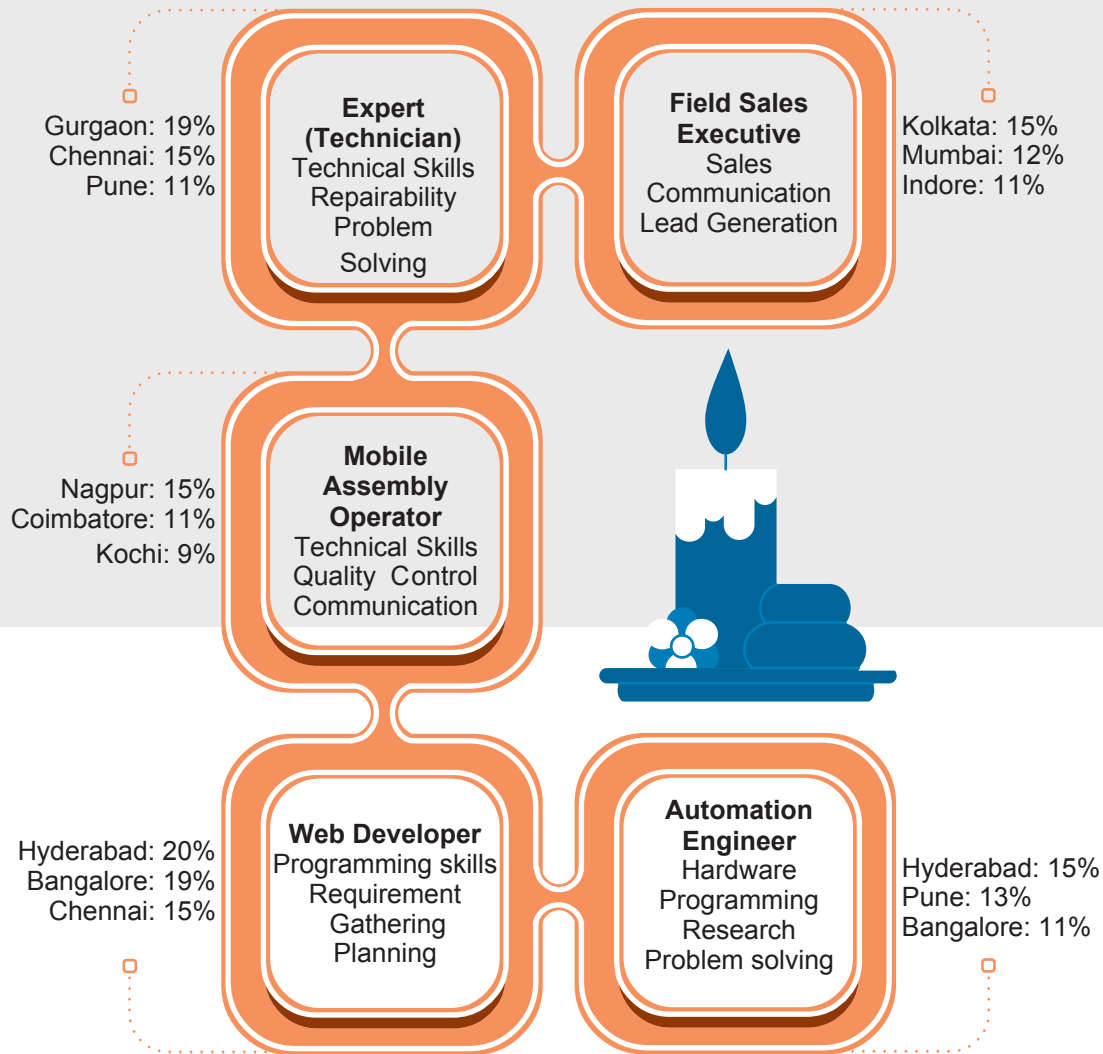 Gurgaon: 19%
Chennai: 15%
Pune: 11%
Expert
(Technician)
Technical Skills
Repairability
Problem
Solving
Field Sales
Executive
Sales
Communication
Lead Generation
Kolkata: 15%
Mumbai: 12%
Indore: 11%
Nagpur: 15%
Coimbatore: 11%
Kochi: 9%
Mobile
Assembly
Operator
Technical Skills
Quality Control
Communication
Hyderabad: 20%
Bangalore: 19%
Chennai: 15%
Web Developer
Programming skills
Requirement
Gathering
Planning
Automation
Engineer
Hardware
Programming
Research
Problem solving
Hyderabad: 15%
Pune: 13%
Bangalore: 11%